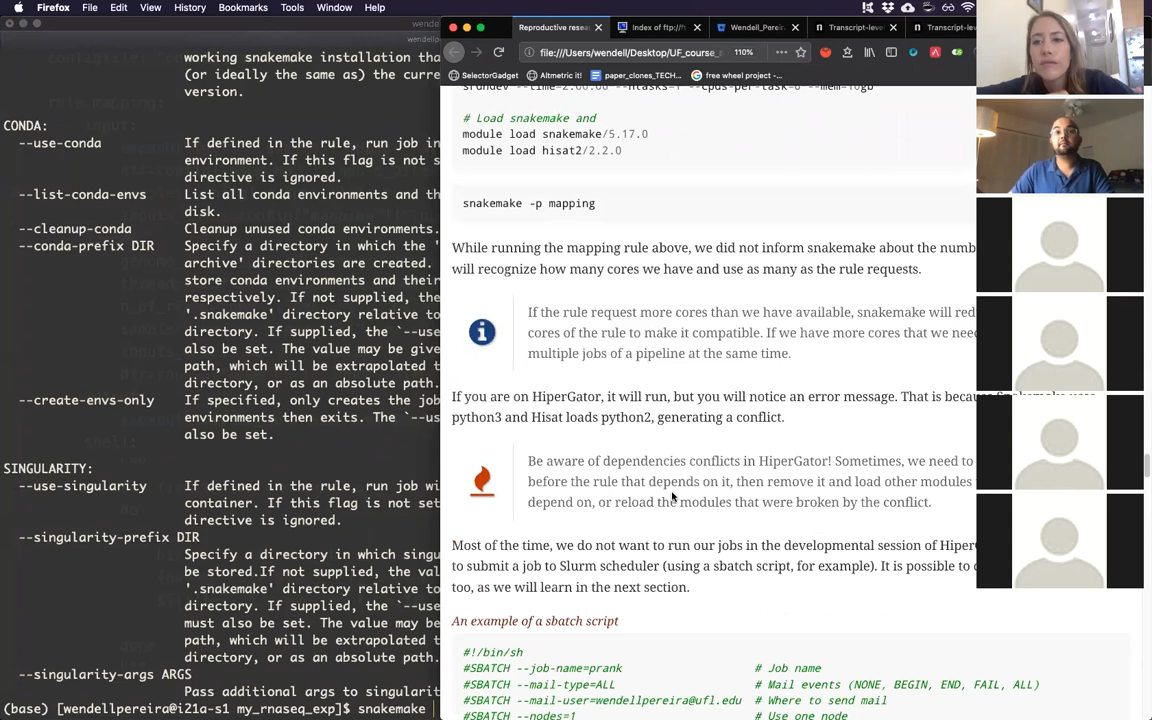 Firefox File Edit View History Bookmarks Tools Window Help
wendell
wendellper
working snakemake installation tha
(or ideally the same as) the curre
version.
CONDA:
--use-conda If defined in the rule, run job in
environment. If this flag is not s
directive is ignored.
--list-conda-envs List all conda environments and th
disk.
--cleanup-conda Cleanup unused conda environments.
--conda-prefix DIR Specify a directory in which the '
archive' directories are created.
store conda environments and their
respectively. If not supplied, the
'.snakemake' directory relative to
directory. If supplied, the `--use
also be set. The value may be give
path, which will be extrapolated t
directory, or as an absolute path.
--create-envs-only If specified, only creates the job
environments then exits. The `--us
also be set.
SINGULARITY:
--use-singularity If defined in the rule, run job wi
container. If this flag is not set
directive is ignored.
--singularity-prefix DIR
Specify a directory in which singu
be stored.If not supplied, the val
'.snakemake' directory relative to
directory. If supplied, the `--use
must also be set. The value may be
path, which will be extrapolated t
directory, or as an absolute path.
--singularity-args ARGS
Pass additional args to singularit
(base) [wendellpereira@i21a-s1 my_rnaseq_exp]$ snakemake
Reproductive resea Index of ftp://h Wendell_Pereira Transcript-leve Transcript-leve
file:///Users/wendell/Desktop/UF_course_s 110%
SelectorGadget Altmetric it! paper_clones_TECH... free wheel project -...
# Load snakemake and
module load snakemake/5.17.0
module load hisat2/2.2.0
snakemake -p mapping
While running the mapping rule above, we did not inform snakemake about the numb
will recognize how many cores we have and use as many as the rule requests.
If the rule request more cores than we have available, snakemake will red
cores of the rule to make it compatible. If we have more cores that we nee
multiple jobs of a pipeline at the same time.
If you are on HiperGator, it will run, but you will notice an error message. That is because
python3 and Hisat loads python2, generating a conflict.
Be aware of dependencies conflicts in HiperGator! Sometimes, we need to
before the rule that depends on it, then remove it and load other modules
depend on, or reload the modules that were broken by the conflict.
Most of the time, we do not want to run our jobs in the developmental session of HiperG
to submit a job to Slurm scheduler (using a sbatch script, for example). It is possible to
too, as we will learn in the next section.
An example of a sbatch script
#!/bin/sh
#SBATCH --job-name=prank # Job name
#SBATCH --mail-type=ALL # Mail events (NONE, BEGIN, END, FAIL, ALL)
#SBATCH --mail-user=wendellpereira@ufl.edu # Where to send mail
#SBATCH --nodes=1 # Use one node